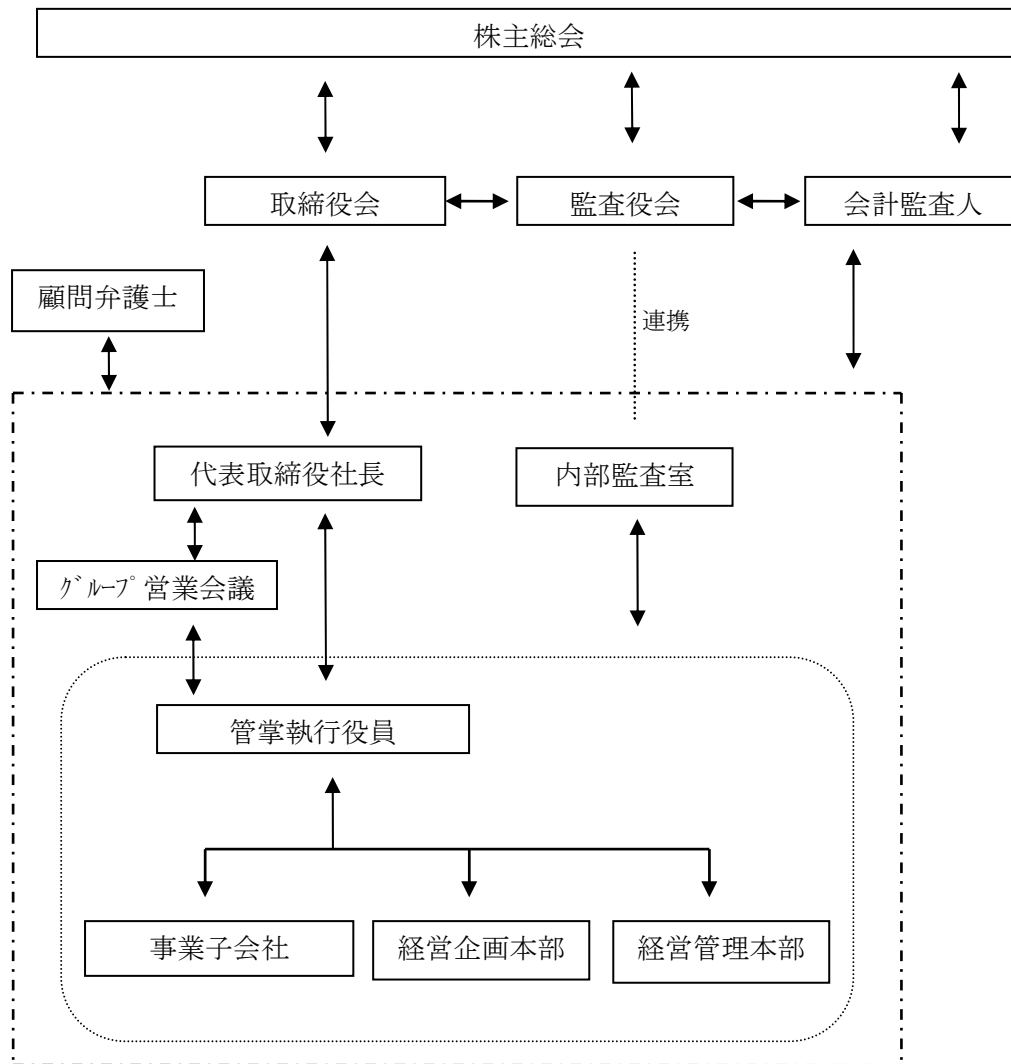 株主総会
取締役会
監査役会
会計監査人
顧問弁護士
連携
代表取締役社長
内部監査室
ｸﾞﾙｰﾌﾟ営業会議
管掌執行役員
事業子会社
経営企画本部
経営管理本部